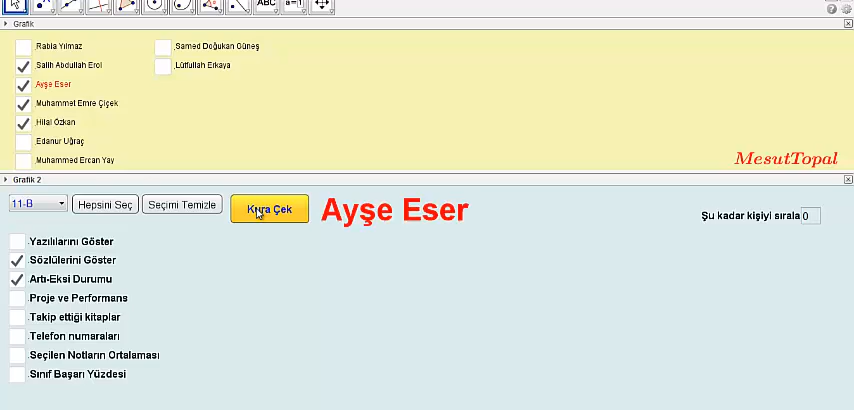 ABC
a=1
Grafik
Rabia Yılmaz
Samed Doğukan Güneş
Salih Abdullah Erol
Lütfullah Erkaya
Ayşe Eser
Muhammet Emre Çiçek
Hilal Özkan
Edanur Uğraç
Muhammed Ercan Yay
MesutTopal
Grafik 2
11-B
Hepsini Seç
Seçimi Temizle
Kura Çek
Ayşe Eser
Şu kadar kişiyi sırala 0
Yazılılarını Göster
Sözlülerini Göster
Artı-Eksi Durumu
Proje ve Performans
Takip ettiği kitaplar
Telefon numaraları
Seçilen Notların Ortalaması
Sınıf Başarı Yüzdesi